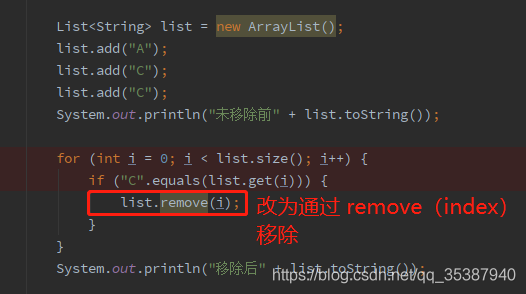 List<String> list = new ArrayList();
list.add("A");
list.add("C");
list.add("C");
System.out.println("未移除前" + list.toString());
for (int i = 0; i < list.size(); i++) {
if ("C".equals(list.get(i))) {
list.remove(i);
改为通过 remove（index）
移除
}
}
System.out.println("移除后" + list.toString());
https://blog.csdn.net/qq_35387940